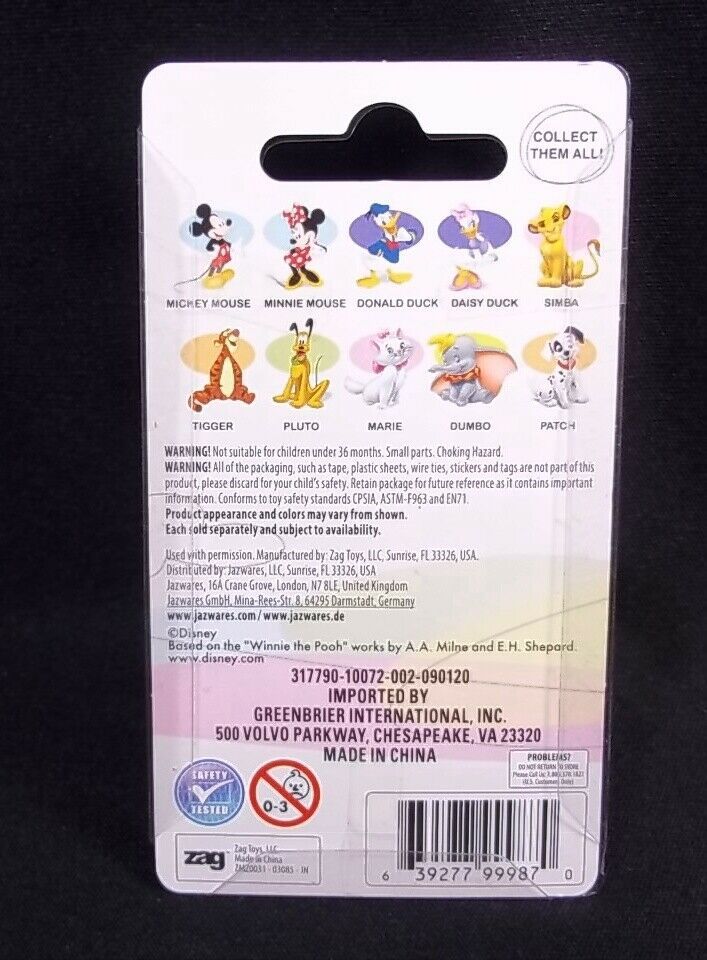 COLLECT
THEM ALL!
MICKEY MOUSE MINNIE MOUSE DONALD DUCK DAISY DUCK SIMBA
TIGGER PLUTO MARIE DUMBO PATCH
WARNING! Not suitable for children under 36 months. Small parts. Choking Hazard.
WARNING! All of the packaging, such as tape, plastic sheets, wire ties, stickers and tags are not part of this
product, please discard for your child's safety. Retain package for future reference as it contains important
information. Conforms to toy safety standards CPSIA, ASTM-F963 and EN71.
Product appearance and colors may vary from shown.
Each sold separately and subject to availability.
Used with permission. Manufactured by: Zag Toys, LLC, Sunrise, FL 33326, USA.
Distributed by: Jazwares, LLC, Sunrise, FL 33326, USA
Jazwares, 16A Crane Grove, London, N7 8LE, United Kingdom
Jazwares GmbH, Mina-Rees-Str. 8, 64295 Darmstadt, Germany
www.jazwares.com / www.jazwares.de
©Disney
Based on the "Winnie the Pooh" works by A.A. Milne and E.H. Shepard.
www.disney.com
317790-10072-002-090120
IMPORTED BY
GREENBRIER INTERNATIONAL, INC.
500 VOLVO PARKWAY, CHESAPEAKE, VA 23320
MADE IN CHINA
PROBLEMS?
DO NOT RETURN TO STORE
Please Call Us:
(U.S. Customers Only)
SAFETY
TESTED
0-3
zag
Zag Toys, LLC
Made in China
ZMZ0031 - 03085 - IN
6 39277 99987 0